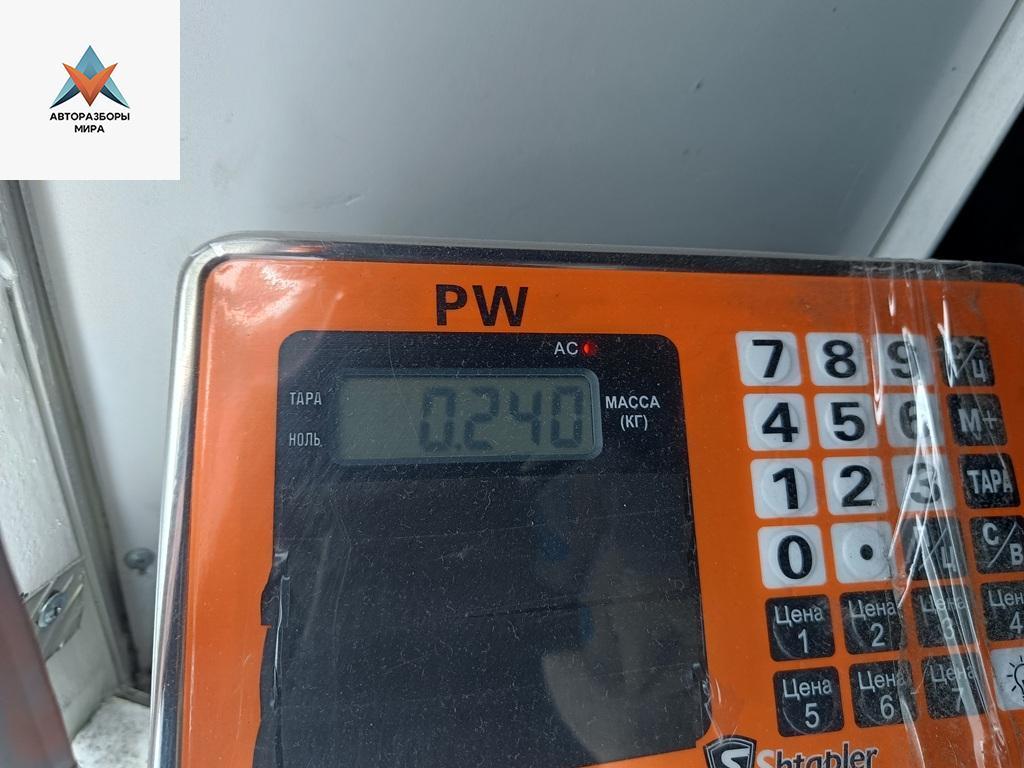 АВТОРАЗБОРЫ
МИРА
PW
AC
ТАРА
0.240
МАССА
(КГ)
НОЛЬ
7 8 9
4 5 6 М+
1 2 3 ТАРА
0 • С/В
Цена 1 Цена 2 Цена 3 Цена 4
Цена 5 Цена 6 Цена 7
Shtapler